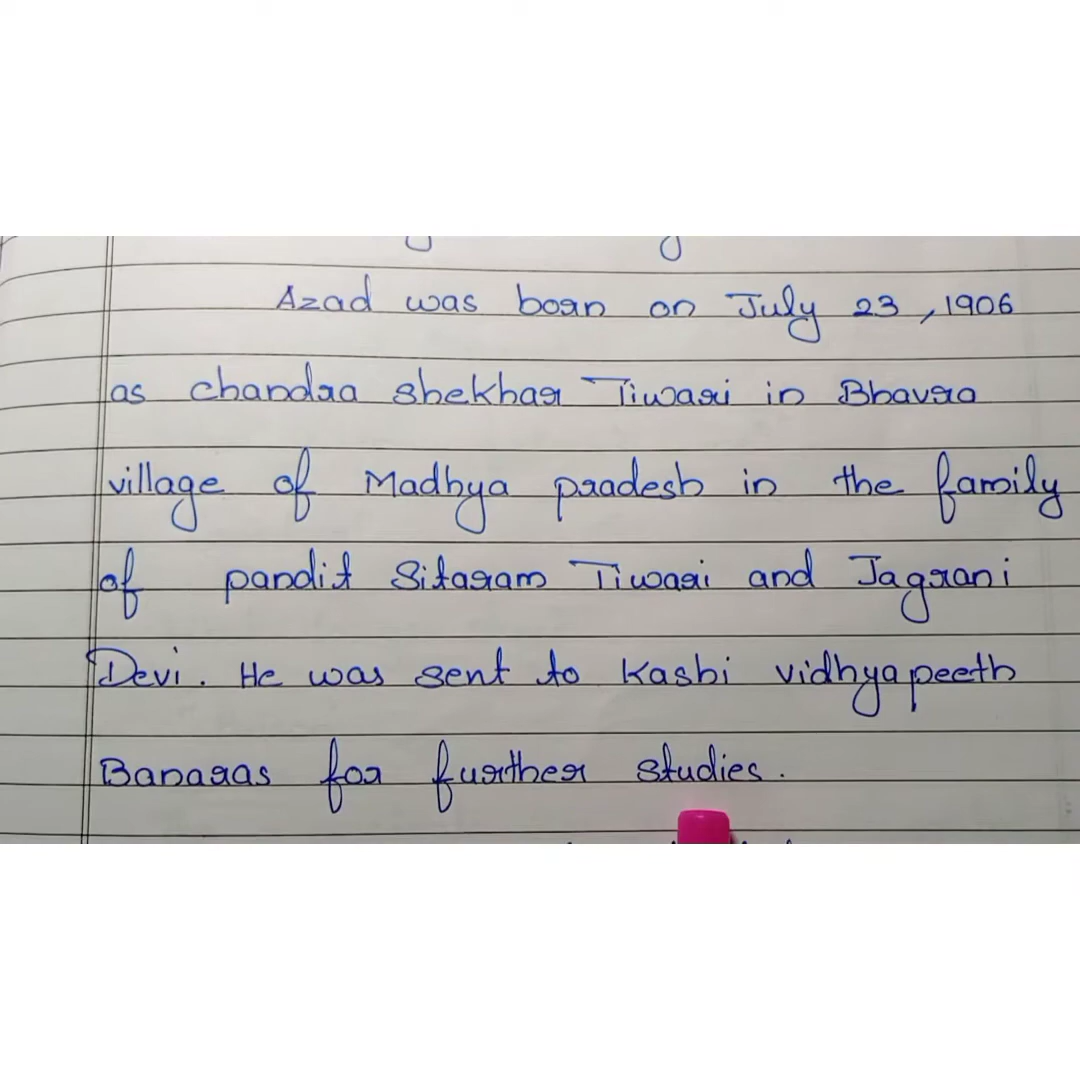 Azad was born on July 23, 1906
as chandra shekhar Tiwari in Bhavra
village of Madhya pradesh in the family
of pandit Sitaram Tiwari and Jagrani
Devi. He was sent to Kashi vidhyapeeth
Banaras for further studies.